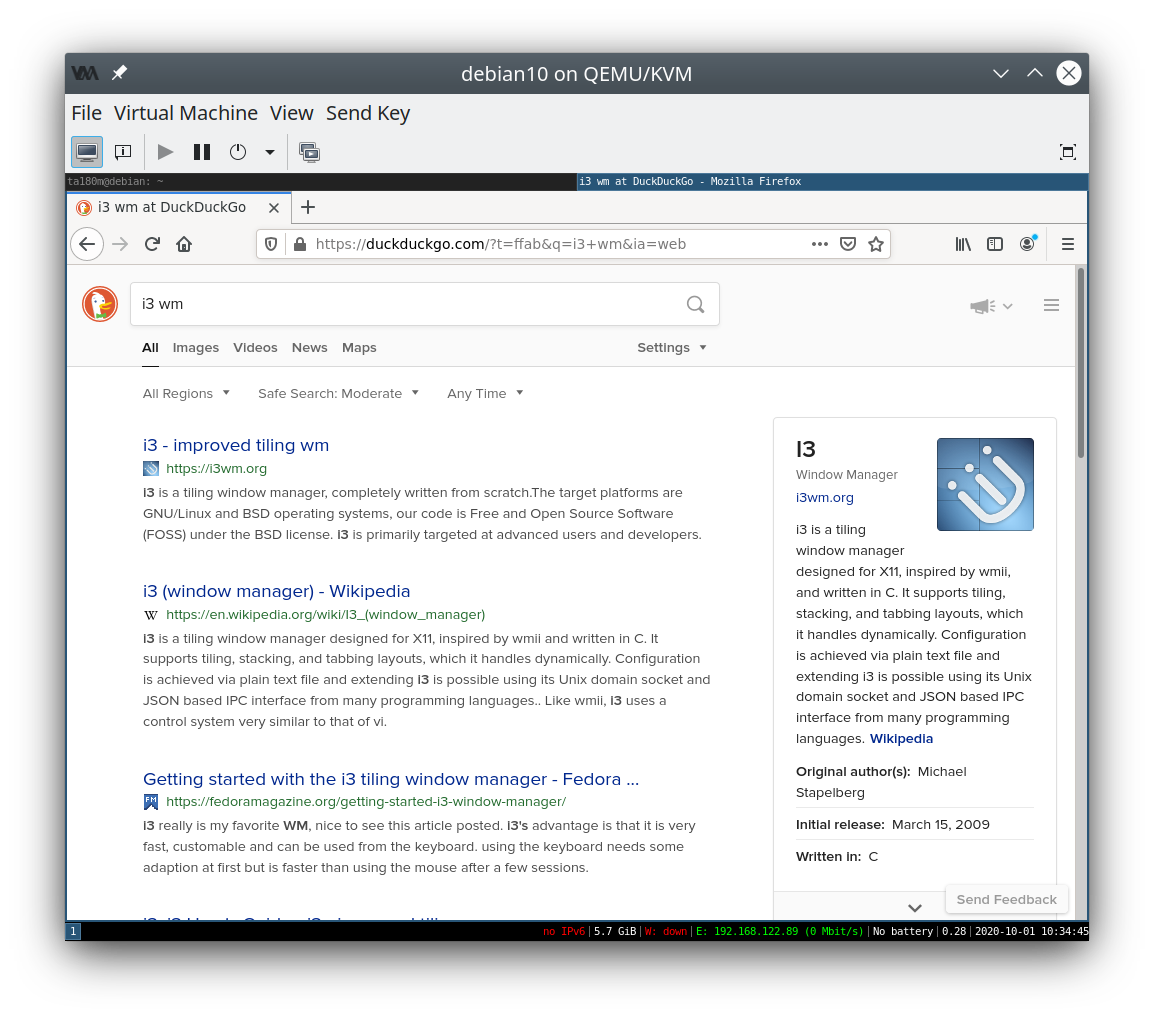 debian10 on QEMU/KVM
File Virtual Machine View Send Key
ta180m@debian: ~
i3 wm at DuckDuckGo - Mozilla Firefox
i3 wm at DuckDuckGo
https://duckduckgo.com/?t=ffab&q=i3+wm&ia=web
i3 wm
All Images Videos News Maps Settings
All Regions Safe Search: Moderate Any Time
i3 - improved tiling wm
https://i3wm.org
i3 is a tiling window manager, completely written from scratch.The target platforms are
GNU/Linux and BSD operating systems, our code is Free and Open Source Software
(FOSS) under the BSD license. i3 is primarily targeted at advanced users and developers.
i3 (window manager) - Wikipedia
W https://en.wikipedia.org/wiki/I3_(window_manager)
i3 is a tiling window manager designed for X11, inspired by wmii and written in C. It
supports tiling, stacking, and tabbing layouts, which it handles dynamically. Configuration
is achieved via plain text file and extending i3 is possible using its Unix domain socket and
JSON based IPC interface from many programming languages.. Like wmii, i3 uses a
control system very similar to that of vi.
Getting started with the i3 tiling window manager - Fedora ...
FM https://fedoramagazine.org/getting-started-i3-window-manager/
i3 really is my favorite WM, nice to see this article posted. i3's advantage is that it is very
fast, customable and can be used from the keyboard. using the keyboard needs some
adaption at first but is faster than using the mouse after a few sessions.
I3
Window Manager
i3wm.org
i3 is a tiling
window manager
designed for X11, inspired by wmii,
and written in C. It supports tiling,
stacking, and tabbing layouts, which
it handles dynamically. Configuration
is achieved via plain text file and
extending i3 is possible using its Unix
domain socket and JSON based IPC
interface from many programming
languages. Wikipedia
Original author(s): Michael
Stapelberg
Initial release: March 15, 2009
Written in: C
Send Feedback
1
no IPv6|5.7 GiB|W: down|E: 192.168.122.89 (0 Mbit/s)|No battery|0.28|2020-10-01 10:34:45